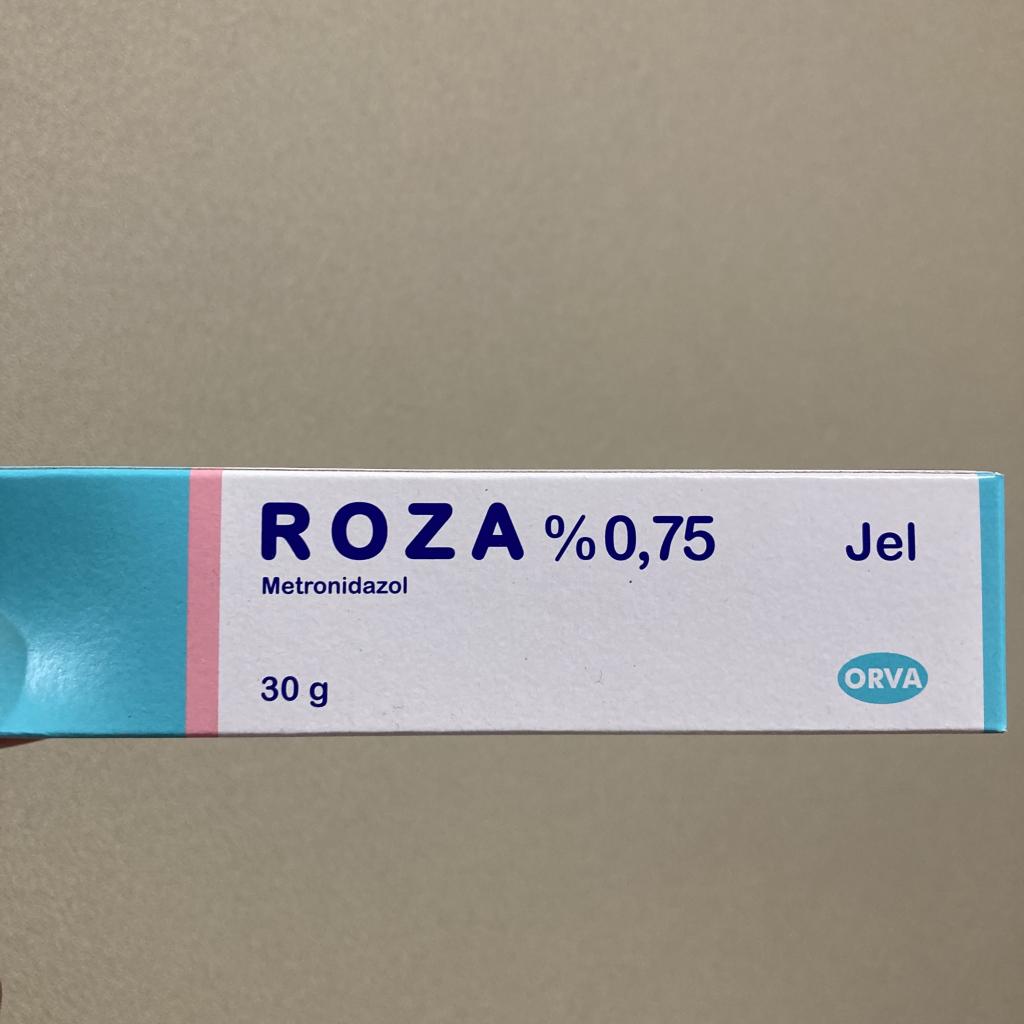 ROZA %0,75 Jel
Metronidazol
30 g
ORVA